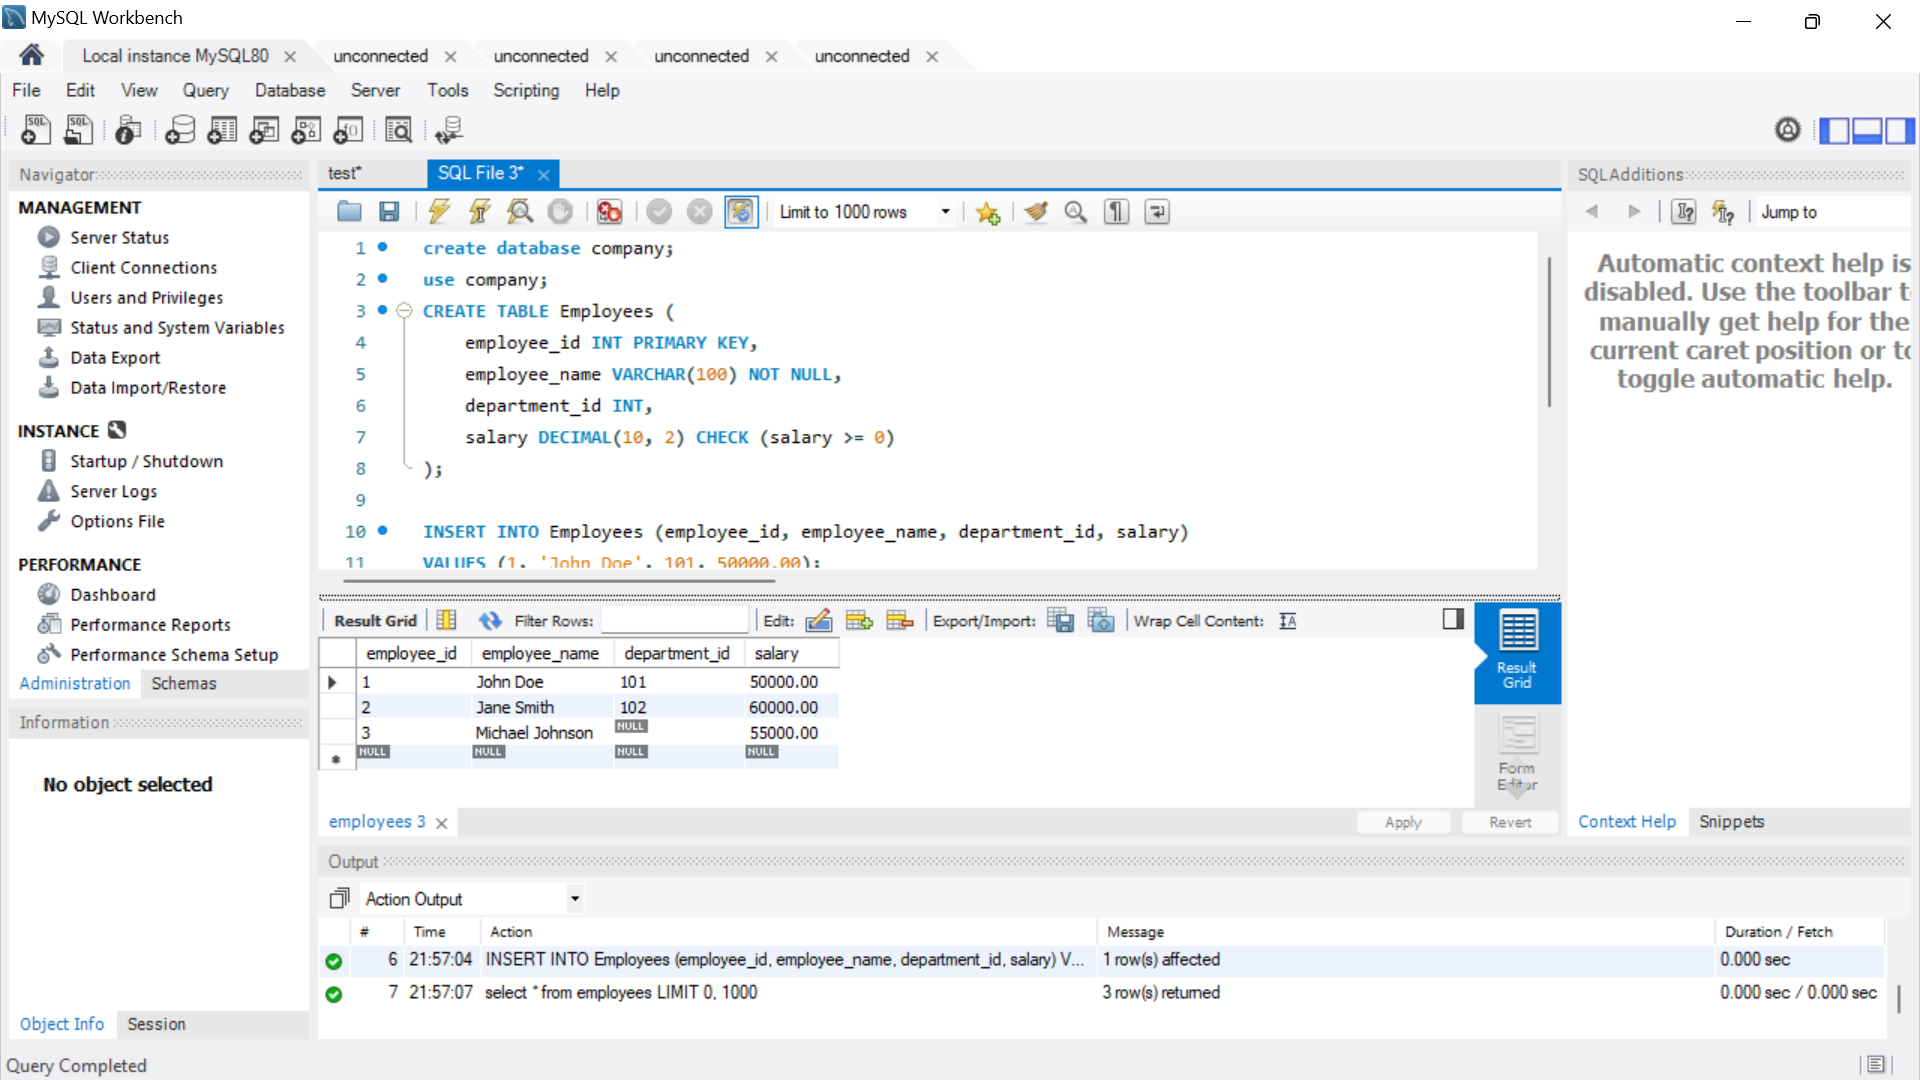 MySQL Workbench
Local instance MySQL80
unconnected
unconnected
unconnected
unconnected
File Edit View Query Database Server Tools Scripting Help
Navigator
MANAGEMENT
Server Status
Client Connections
Users and Privileges
Status and System Variables
Data Export
Data Import/Restore
INSTANCE
Startup / Shutdown
Server Logs
Options File
PERFORMANCE
Dashboard
Performance Reports
Performance Schema Setup
Administration Schemas
Information
No object selected
Object Info Session
test* SQL File 3*
Limit to 1000 rows
1 create database company;
2 use company;
3 CREATE TABLE Employees (
4 employee_id INT PRIMARY KEY,
5 employee_name VARCHAR(100) NOT NULL,
6 department_id INT,
7 salary DECIMAL(10, 2) CHECK (salary >= 0)
8 );
9
10 INSERT INTO Employees (employee_id, employee_name, department_id, salary)
11 VALUES (1, 'John Doe', 101, 50000.00);
Result Grid Filter Rows: Edit: Export/Import: Wrap Cell Content:
employee_id employee_name department_id salary
1 John Doe 101 50000.00
2 Jane Smith 102 60000.00
3 Michael Johnson NULL 55000.00
NULL NULL NULL NULL
Result
Grid
Form
Editor
employees 3
Apply Revert
SQLAdditions
Jump to
Automatic context help is
disabled. Use the toolbar t
manually get help for the
current caret position or to
toggle automatic help.
Context Help Snippets
Output
Action Output
# Time Action Message Duration / Fetch
6 21:57:04 INSERT INTO Employees (employee_id, employee_name, department_id, salary) V... 1 row(s) affected 0.000 sec
7 21:57:07 select * from employees LIMIT 0, 1000 3 row(s) returned 0.000 sec / 0.000 sec
Query Completed